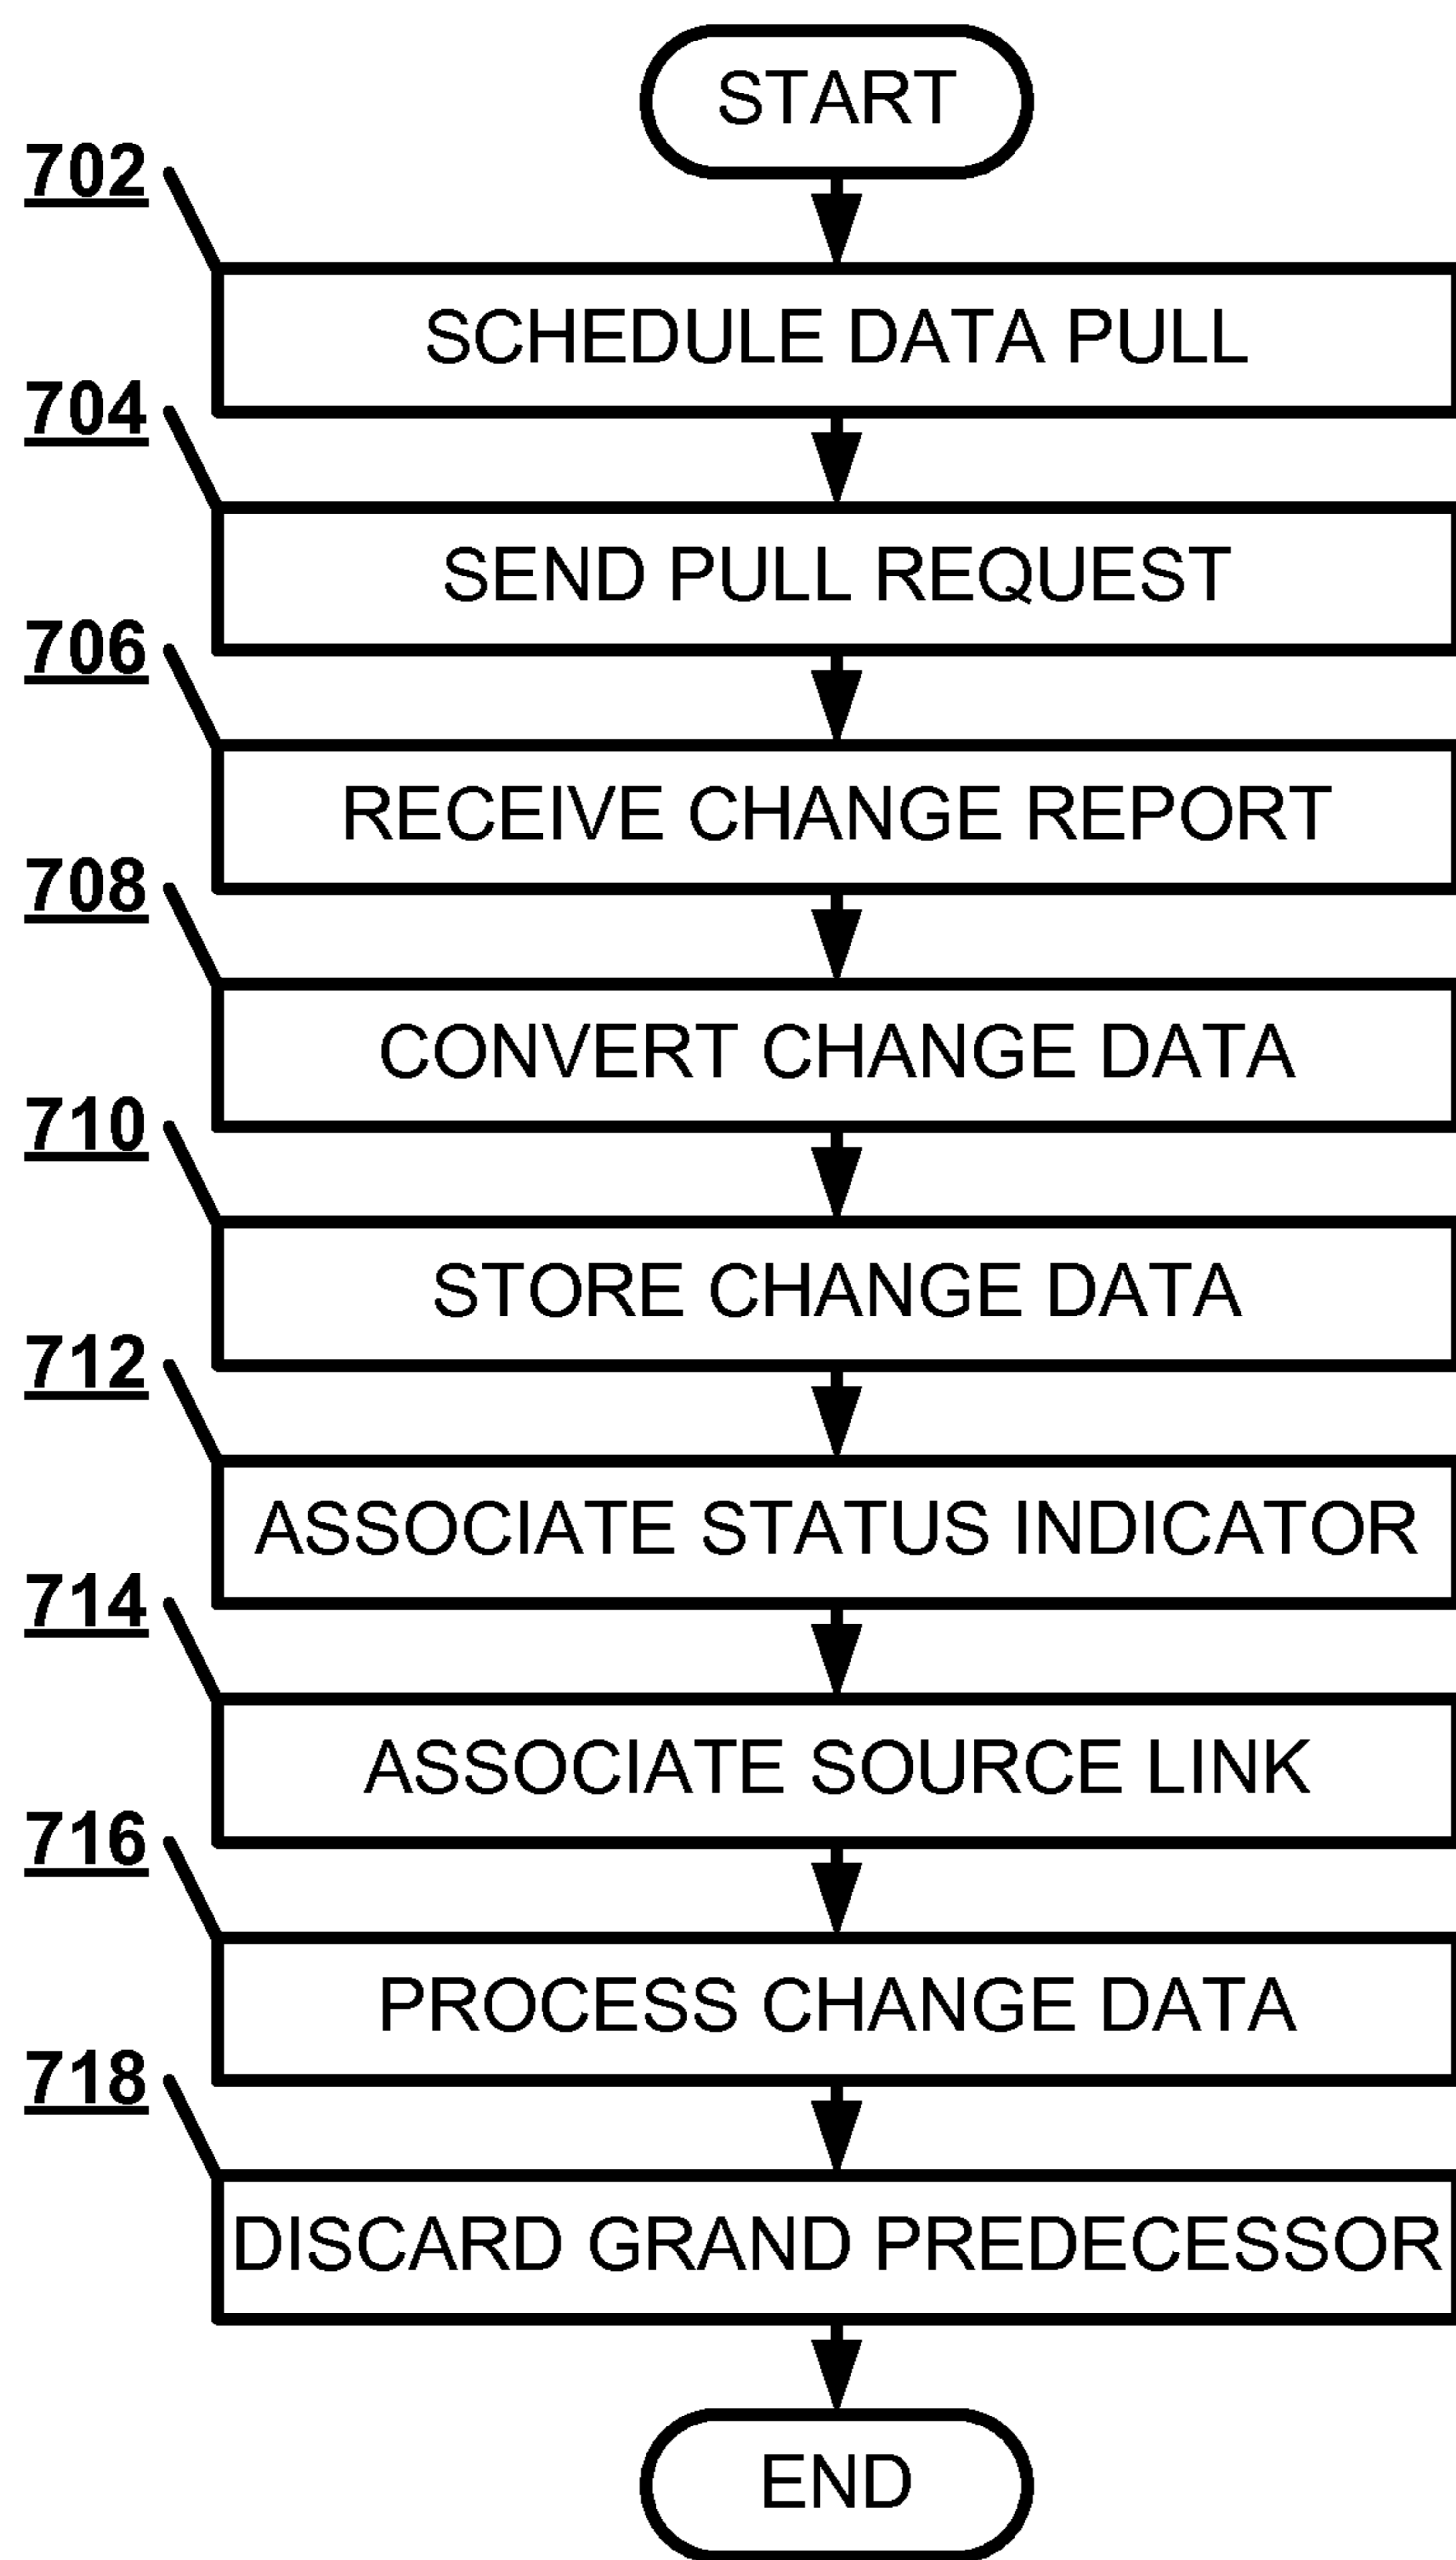 START
702
SCHEDULE DATA PULL
704
SEND PULL REQUEST
706
RECEIVE CHANGE REPORT
708
CONVERT CHANGE DATA
710
STORE CHANGE DATA
712
ASSOCIATE STATUS INDICATOR
714
ASSOCIATE SOURCE LINK
716
PROCESS CHANGE DATA
718
DISCARD GRAND PREDECESSOR
END